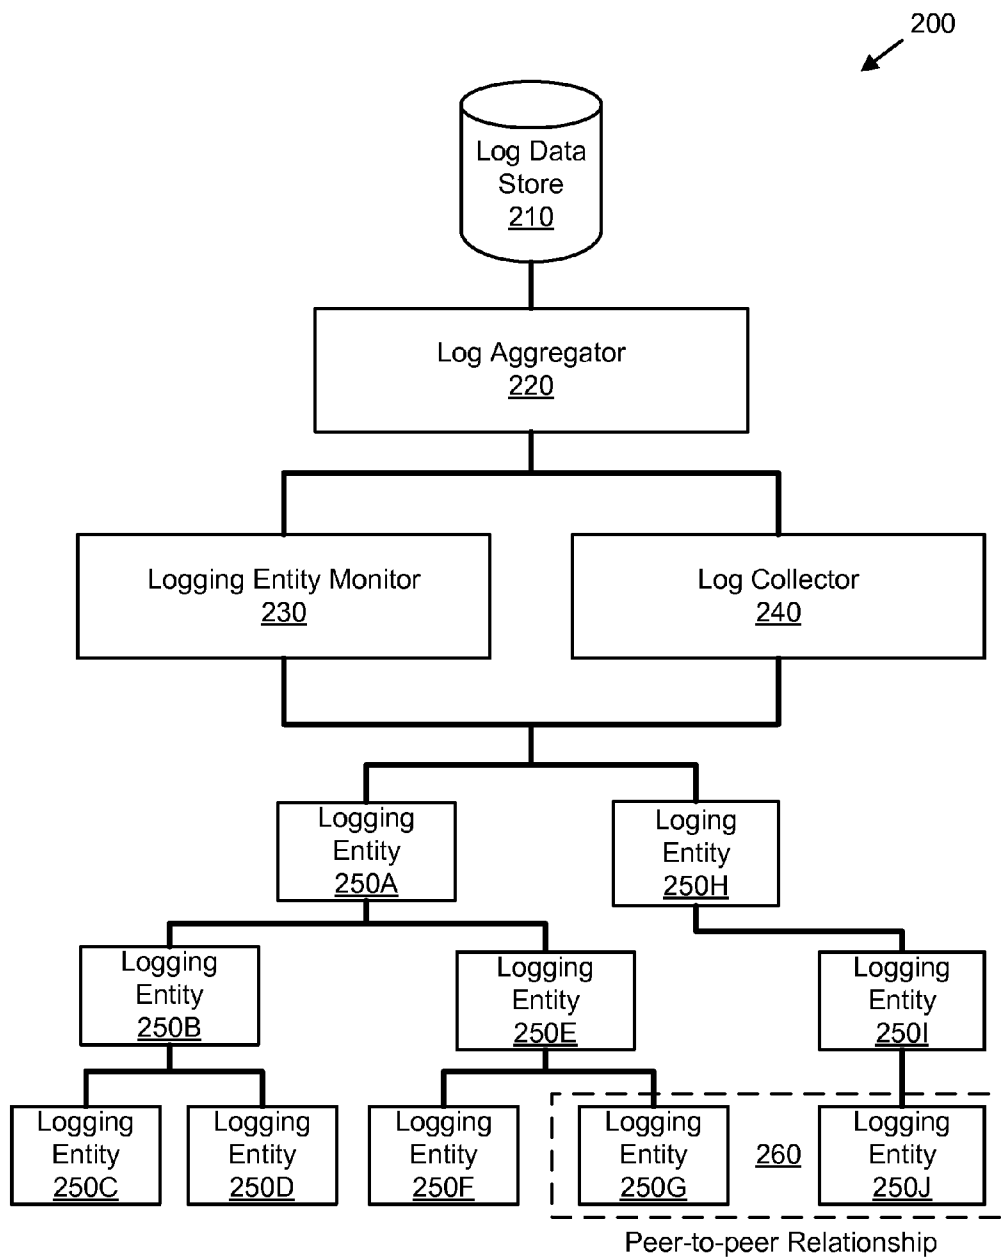 200
Log Data
Store
210
Log Aggregator
220
Logging Entity Monitor
230
Log Collector
240
Logging
Entity
250A
Loging
Entity
250H
Logging
Entity
250B
Logging
Entity
250E
Logging
Entity
250I
Logging
Entity
250C
Logging
Entity
250D
Logging
Entity
250F
Logging
Entity
250G
260
Logging
Entity
250J
Peer-to-peer Relationship